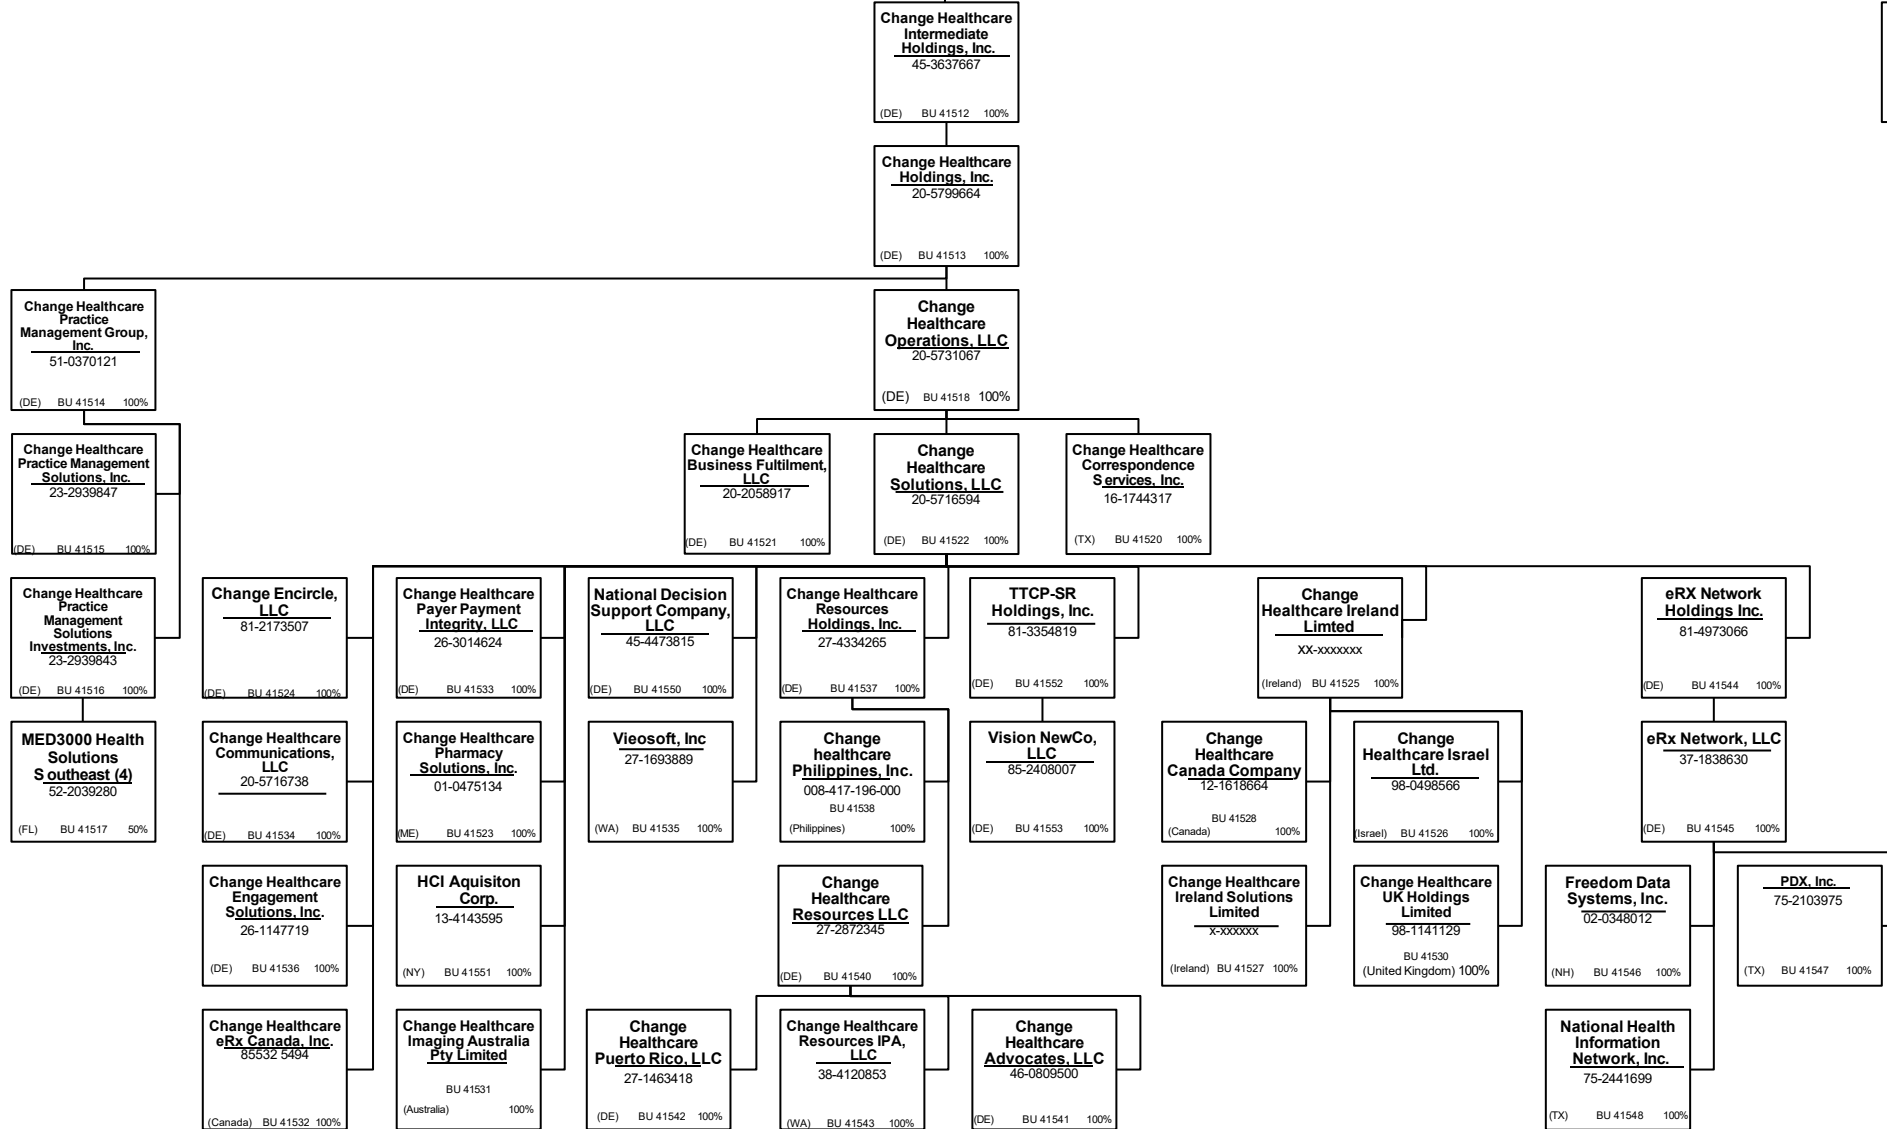 Change Healthcare
Intermediate
Holdings, Inc.
45-3637667
(DE) BU 41512 100%
Change Healthcare
Holdings, Inc.
20-5799664
(DE) BU 41513 100%
Change Healthcare
Practice
Management Group,
Inc.
51-0370121
(DE) BU 41514 100%
Change
Healthcare
Operations, LLC
20-5731067
(DE) BU 41518 100%
Change Healthcare
Practice Management
Solutions, Inc.
23-2939847
(DE) BU 41515 100%
Change Healthcare
Business Fultilment,
LLC
20-2058917
(DE) BU 41521 100%
Change
Healthcare
Solutions, LLC
20-5716594
(DE) BU 41522 100%
Change Healthcare
Correspondence
Services, Inc.
16-1744317
(TX) BU 41520 100%
Change Healthcare
Practice
Management
Solutions
Investments, Inc.
23-2939843
(DE) BU 41516 100%
Change Encircle,
LLC
81-2173507
(DE) BU 41524 100%
Change Healthcare
Payer Payment
Integrity, LLC
26-3014624
(DE) BU 41533 100%
National Decision
Support Company,
LLC
45-4473815
(DE) BU 41550 100%
Change Healthcare
Resources
Holdings, Inc.
27-4334265
(DE) BU 41537 100%
TTCP-SR
Holdings, Inc.
81-3354819
(DE) BU 41552 100%
Change
Healthcare Ireland
Limted
XX-xxxxxxx
(Ireland) BU 41525 100%
eRX Network
Holdings Inc.
81-4973066
(DE) BU 41544 100%
MED3000 Health
Solutions
Southeast (4)
52-2039280
(FL) BU 41517 50%
Change Healthcare
Communications,
LLC
20-5716738
(DE) BU 41534 100%
Change Healthcare
Pharmacy
Solutions, Inc.
01-0475134
(ME) BU 41523 100%
Vieosoft, Inc
27-1693889
(WA) BU 41535 100%
Change
healthcare
Philippines, Inc.
008-417-196-000
BU 41538
(Philippines) 100%
Vision NewCo,
LLC
85-2408007
(DE) BU 41553 100%
Change
Healthcare
Canada Company
12-1618664
BU 41528
(Canada) 100%
Change
Healthcare Israel
Ltd.
98-0498566
(Israel) BU 41526 100%
eRx Network, LLC
37-1838630
(DE) BU 41545 100%
Change Healthcare
Engagement
Solutions, Inc.
26-1147719
(DE) BU 41536 100%
HCI Aquisiton
Corp.
13-4143595
(NY) BU 41551 100%
Change
Healthcare
Resources LLC
27-2872345
(DE) BU 41540 100%
Change Healthcare
Ireland Solutions
Limited
x-xxxxxx
(Ireland) BU 41527 100%
Change Healthcare
UK Holdings
Limited
98-1141129
BU 41530
(United Kingdom) 100%
Freedom Data
Systems, Inc.
02-0348012
(NH) BU 41546 100%
PDX, Inc.
75-2103975
(TX) BU 41547 100%
Change Healthcare
eRx Canada, Inc.
85532 5494
(Canada) BU 41532 100%
Change Healthcare
Imaging Australia
Pty Limited
BU 41531
(Australia) 100%
Change
Healthcare
Puerto Rico, LLC
27-1463418
(DE) BU 41542 100%
Change Healthcare
Resources IPA,
LLC
38-4120853
(WA) BU 41543 100%
Change
Healthcare
Advocates, LLC
46-0809500
(DE) BU 41541 100%
National Health
Information
Network, Inc.
75-2441699
(TX) BU 41548 100%